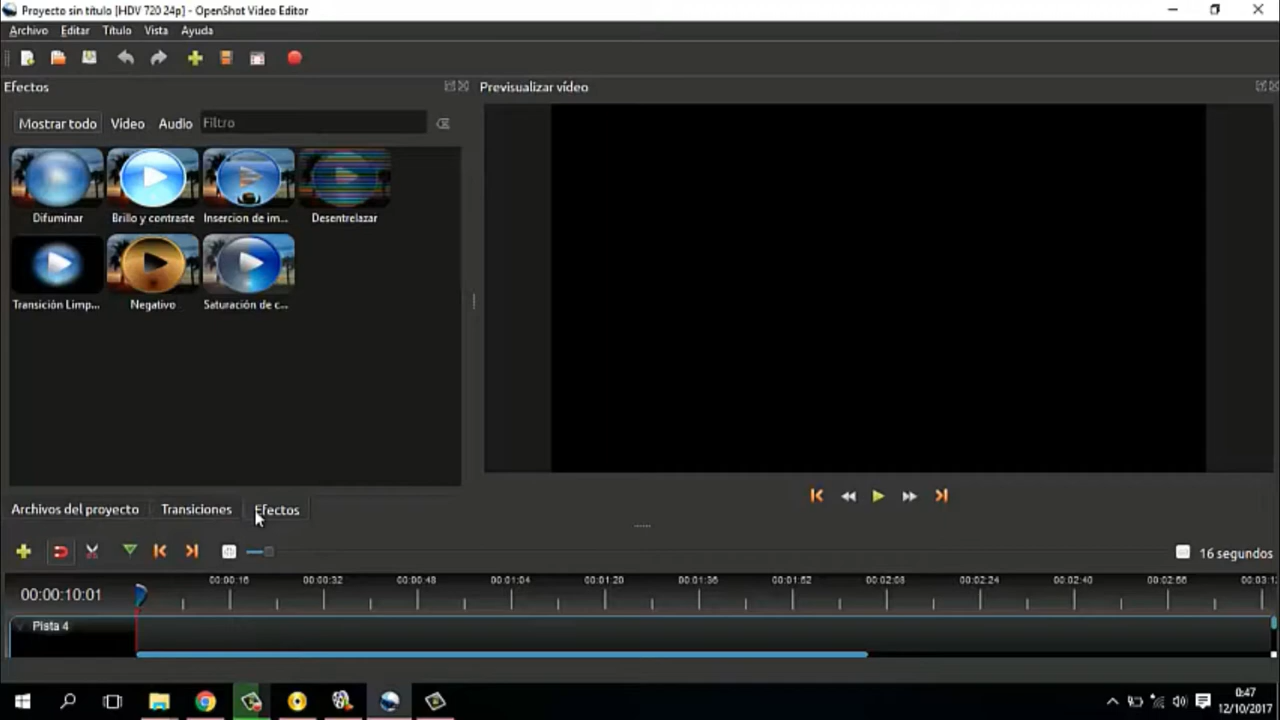 Proyecto sin título [HDV 720 24p] - OpenShot Video Editor
Archivo Editar Título Vista Ayuda
Efectos
Previsualizar vídeo
Mostrar todo Vídeo Audio Filtro
Difuminar Brillo y contraste Insercion de im... Desentrelazar
Transición Limp... Negativo Saturación de c...
Archivos del proyecto Transiciones Efectos
16 segundos
00:00:16 00:00:32 00:00:48 00:01:04 00:01:20 00:01:36 00:01:52 00:02:08 00:02:24 00:02:40 00:02:56 00:03:1
00:00:10:01
Pista 4
0:47
12/10/2017